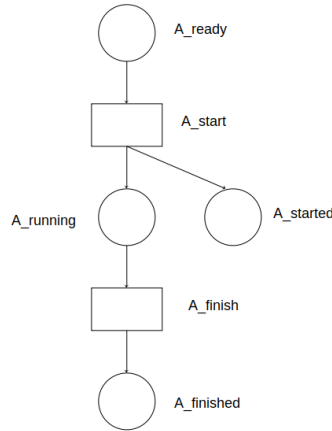 A_ready
A_start
A_running
A_started
A_finish
A_finished